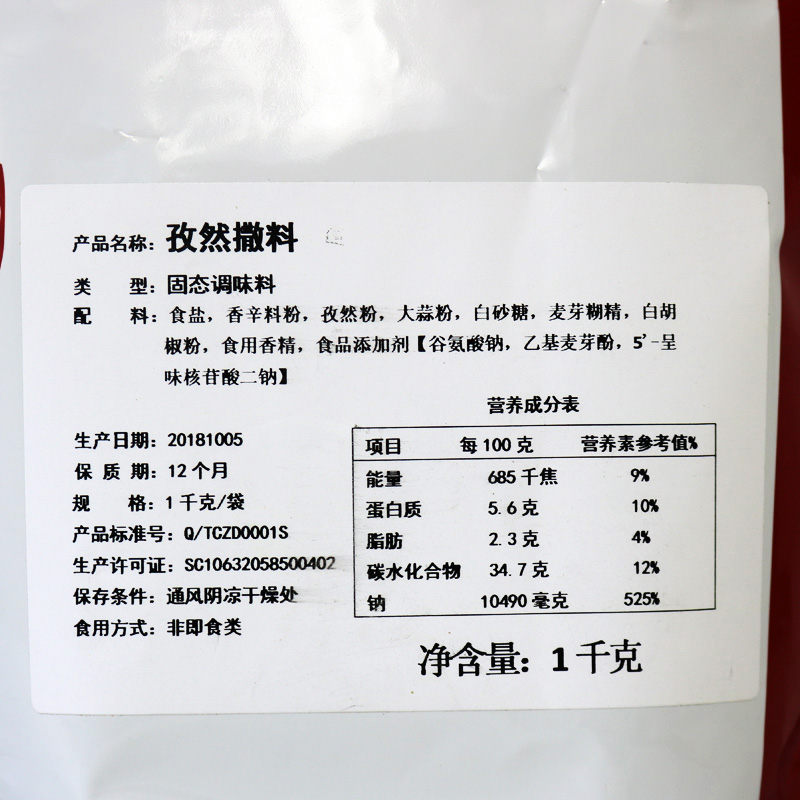 产品名称：孜然撒料
类 型：固态调味料
配 料：食盐，香辛料粉，孜然粉，大蒜粉，白砂糖，麦芽糊精，白胡
椒粉，食用香精，食品添加剂【谷氨酸钠，乙基麦芽酚，5'-呈
味核苷酸二钠】
生产日期：20181005
保 质 期：12个月
规 格：1千克/袋
产品标准号：Q/TCZD0001S
生产许可证：SC10632058500402
保存条件：通风阴凉干燥处
食用方式：非即食类
营养成分表
项目 每100克 营养素参考值%
能量 685千焦 9%
蛋白质 5.6克 10%
脂肪 2.3克 4%
碳水化合物 34.7克 12%
钠 10490毫克 525%
净含量：1千克